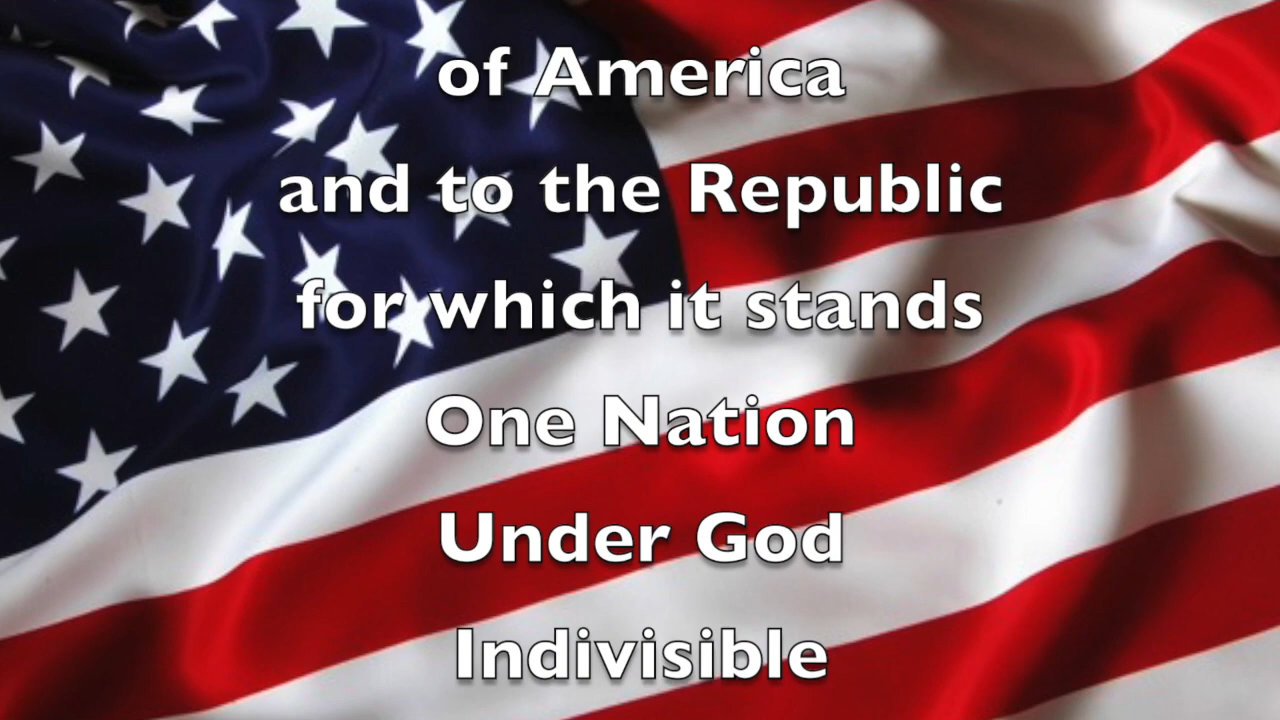 of America
and to the Republic
for which it stands
One Nation
Under God
Indivisible